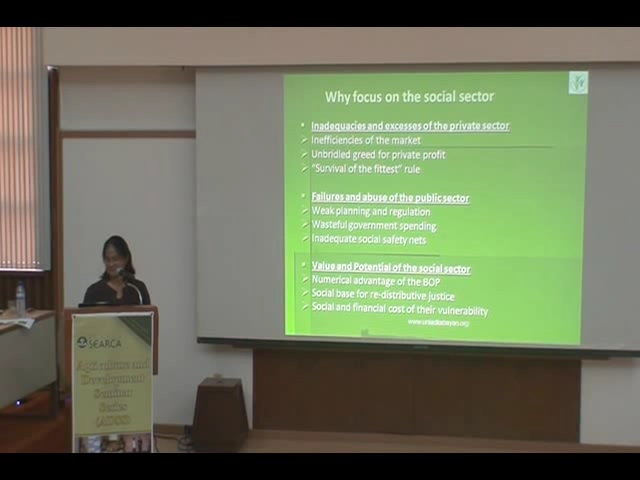 Why focus on the social sector
Inadequacies and excesses of the private sector
Inefficiencies of the market
Unbridled greed for private profit
"Survival of the fittest" rule
Failures and abuse of the public sector
Weak planning and regulation
Wasteful government spending
Inadequate social safety nets
Value and Potential of the social sector
Numerical advantage of the BOP
Social base for re-distributive justice
Social and financial cost of their vulnerability
SEARCA
Agriculture and
Development
Seminar
Series
(ADSS)